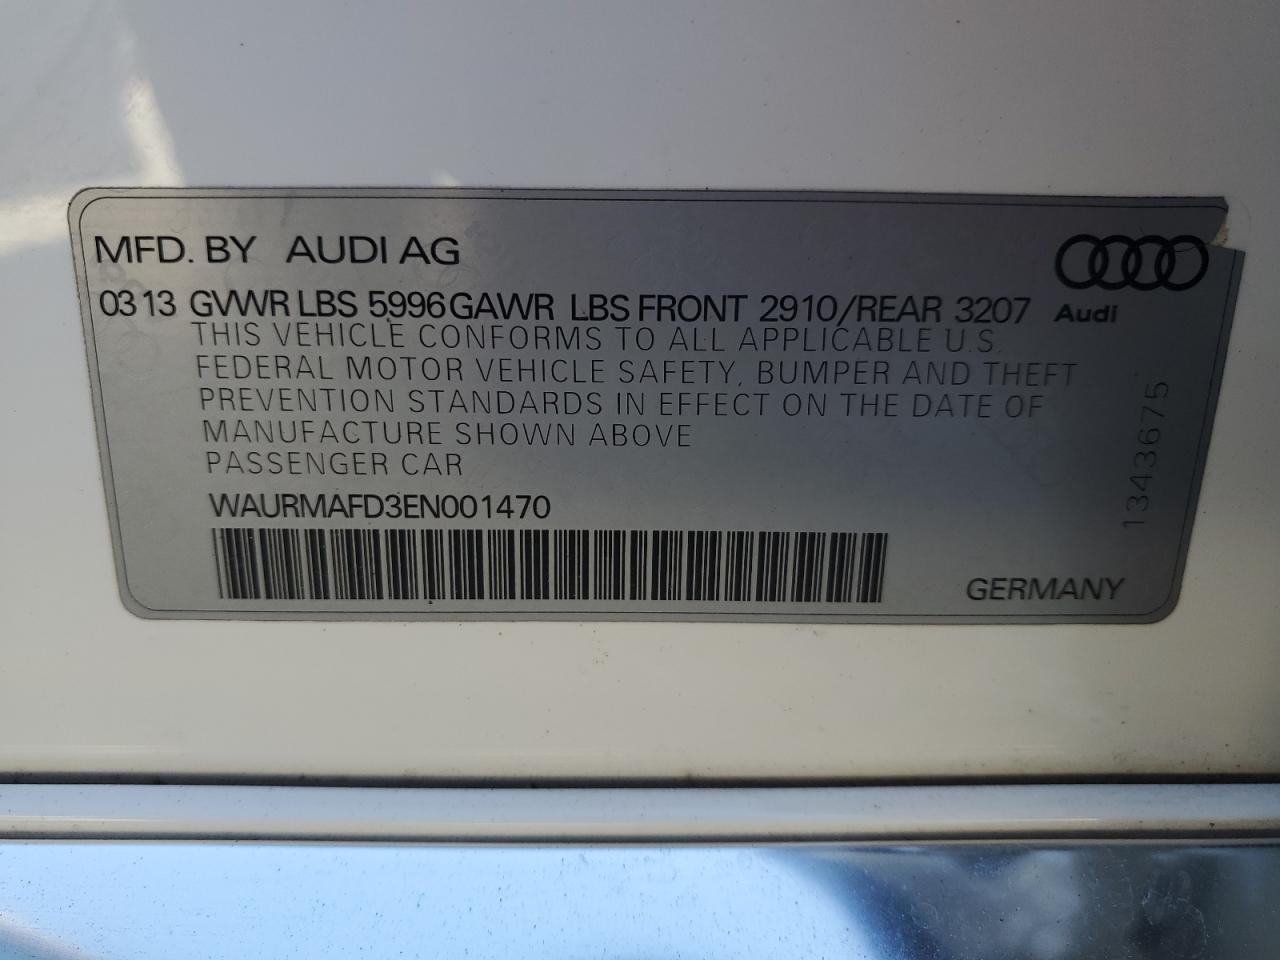 MFD. BY AUDI AG
03 13 GVWR LBS 5996 GAWR LBS FRONT 2910/REAR 3207 Audi
THIS VEHICLE CONFORMS TO ALL APPLICABLE U.S.
FEDERAL MOTOR VEHICLE SAFETY, BUMPER AND THEFT
PREVENTION STANDARDS IN EFFECT ON THE DATE OF
MANUFACTURE SHOWN ABOVE
PASSENGER CAR
WAURMAFD3EN001470
GERMANY
1343675